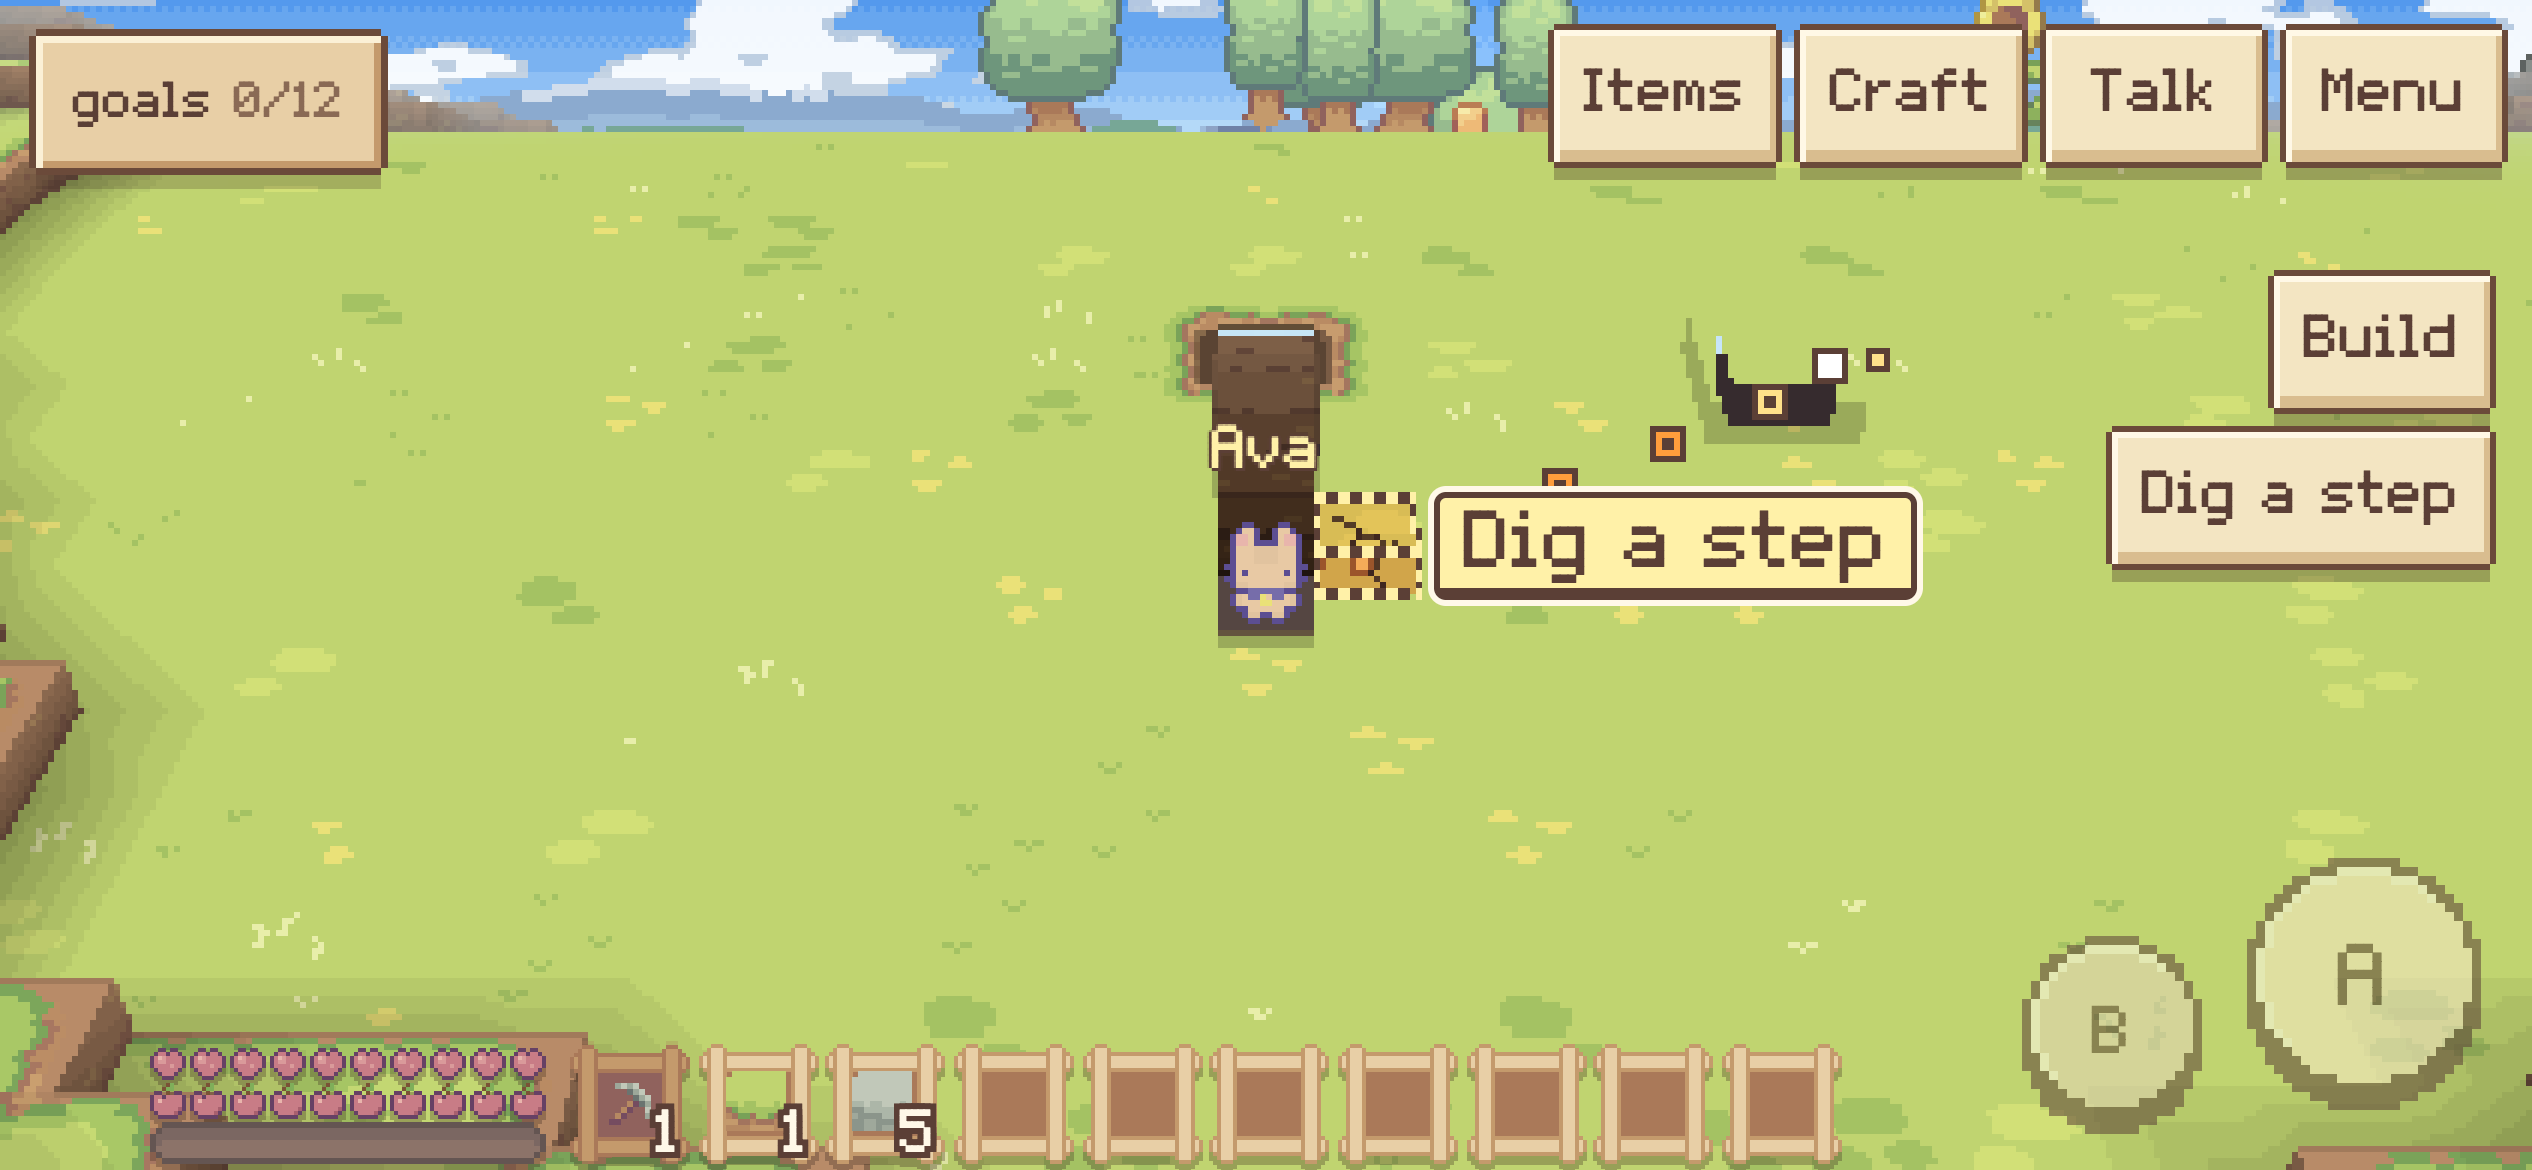 goals 0/12
Items
Craft
Talk
Menu
Build
Ava
Dig a step
Dig a step
A
B
1
1
5